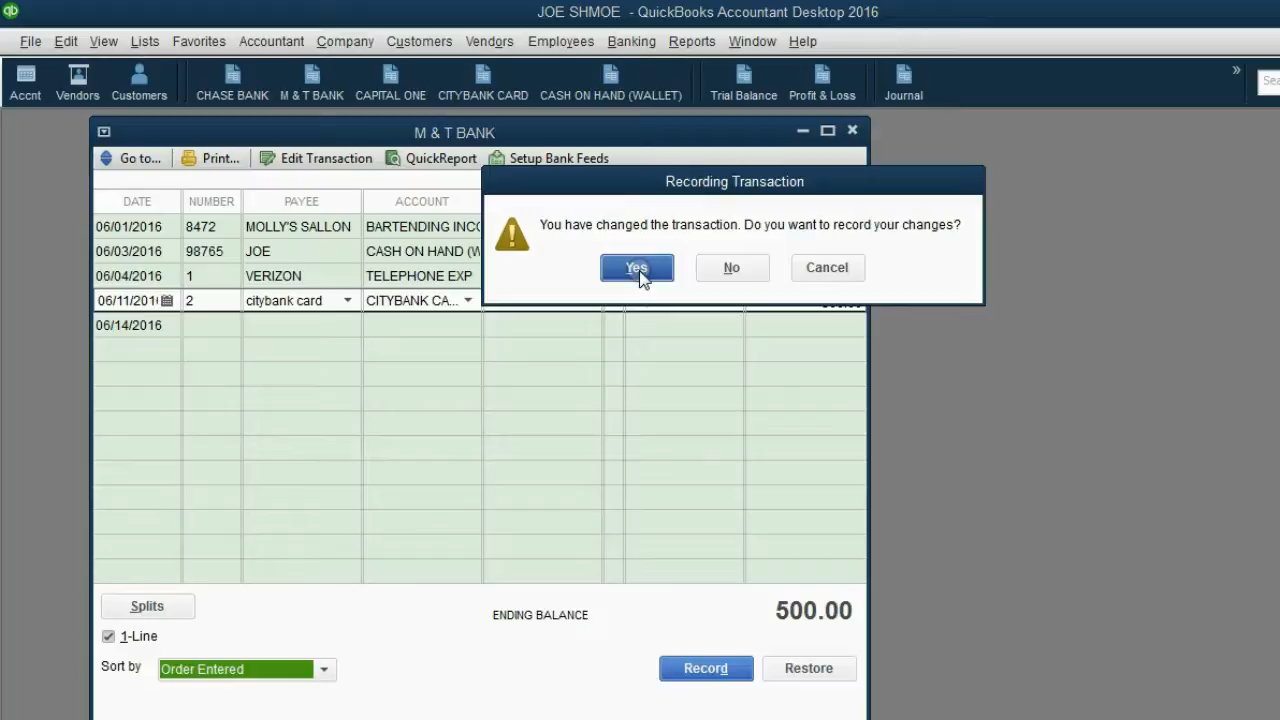 JOE SHMOE - QuickBooks Accountant Desktop 2016
File Edit View Lists Favorites Accountant Company Customers Vendors Employees Banking Reports Window Help
Accnt Vendors Customers CHASE BANK M & T BANK CAPITAL ONE CITYBANK CARD CASH ON HAND (WALLET) Trial Balance Profit & Loss Journal
M & T BANK
Go to... Print... Edit Transaction QuickReport Setup Bank Feeds
Recording Transaction
You have changed the transaction. Do you want to record your changes?
Yes No Cancel
DATE NUMBER PAYEE ACCOUNT
06/01/2016 8472 MOLLY'S SALLON BARTENDING INC
06/03/2016 98765 JOE CASH ON HAND (W
06/04/2016 1 VERIZON TELEPHONE EXP
06/11/201 2 citybank card CITYBANK CA...
06/14/2016
Splits
ENDING BALANCE 500.00
1-Line
Sort by Order Entered
Record Restore